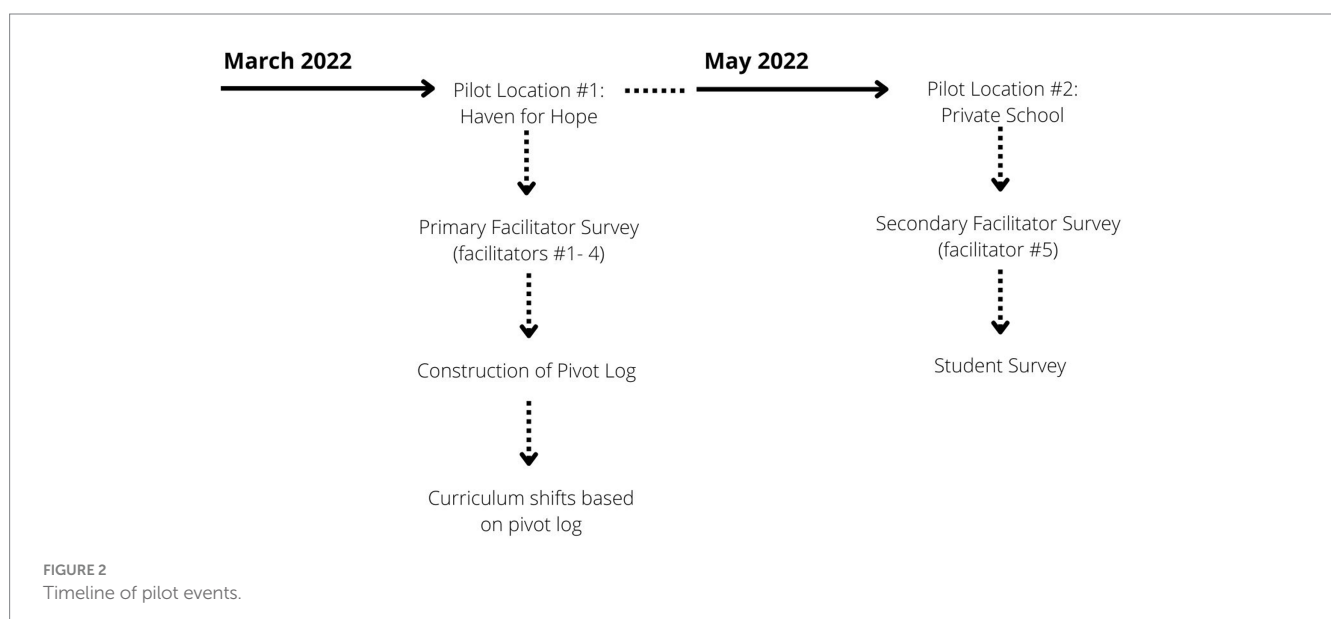 March 2022
Pilot Location #1:
Haven for Hope
Primary Facilitator Survey
(facilitators #1- 4)
Construction of Pivot Log
Curriculum shifts based
on pivot log
May 2022
Pilot Location #2:
Private School
Secondary Facilitator Survey
(facilitator #5)
Student Survey
FIGURE 2
Timeline of pilot events.